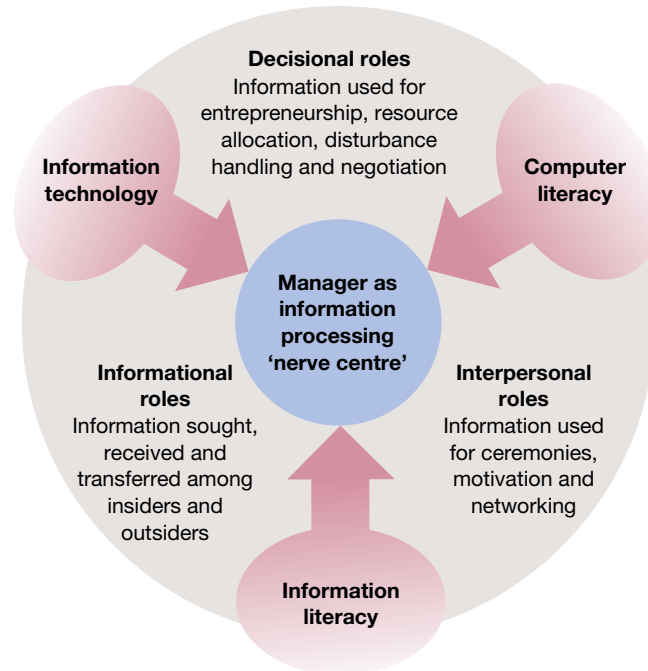 Decisional roles
Information used for
entrepreneurship, resource
allocation, disturbance
handling and negotiation
Information
technology
Computer
literacy
Manager as
information
processing
‘nerve centre’
Informational
roles
Information sought,
received and
transferred among
insiders and
outsiders
Interpersonal
roles
Information used
for ceremonies,
motivation and
networking
Information
literacy